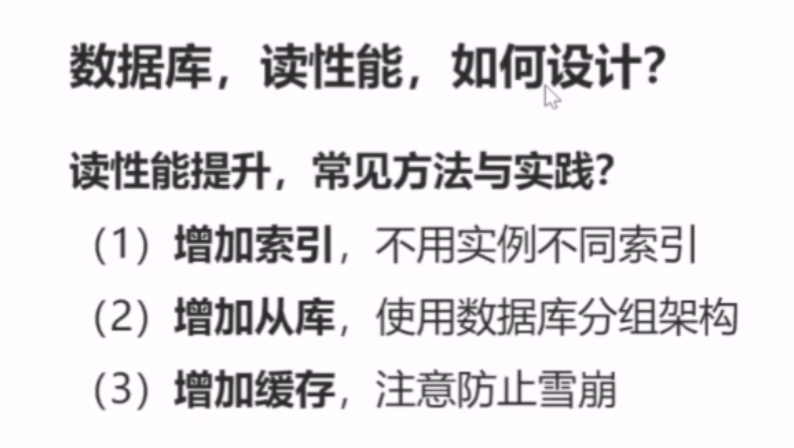 数据库，读性能，如何设计？
读性能提升，常见方法与实践？
（1）增加索引，不用实例不同索引
（2）增加从库，使用数据库分组架构
（3）增加缓存，注意防止雪崩